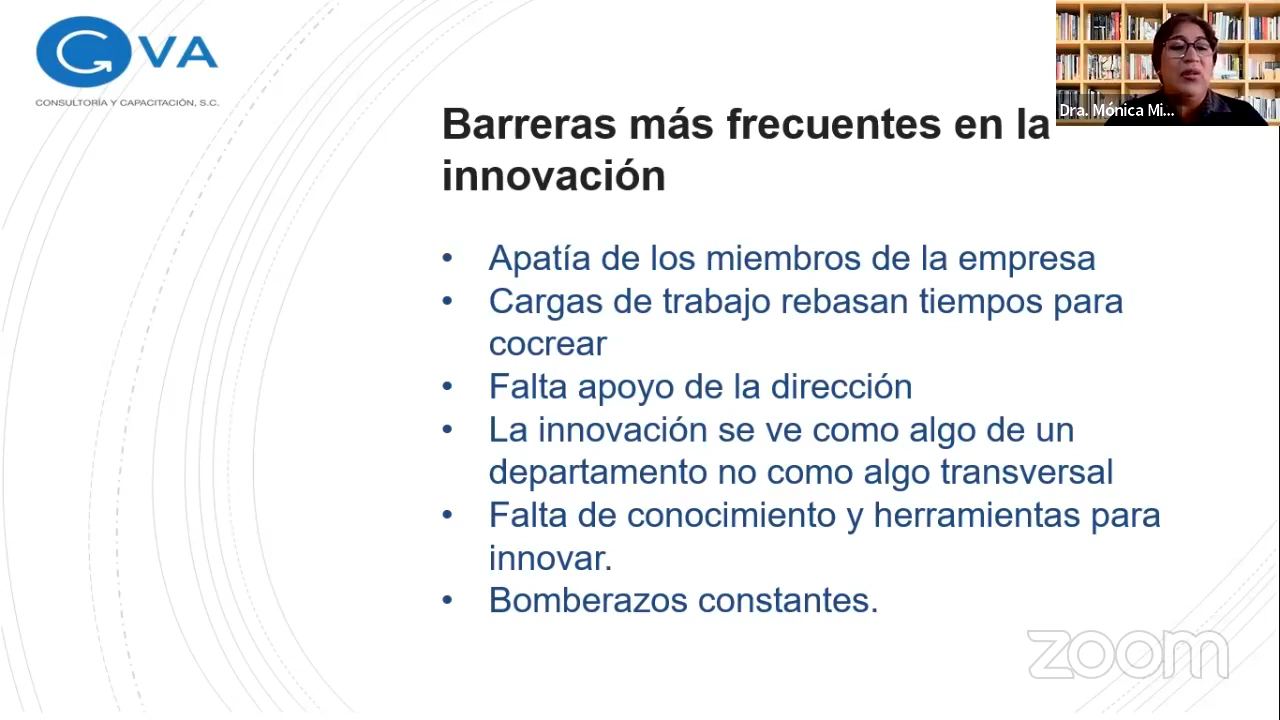 GVA
CONSULTORÍA Y CAPACITACIÓN, S.C.
Dra. Mónica Mi...
Barreras más frecuentes en la
innovación
• Apatía de los miembros de la empresa
• Cargas de trabajo rebasan tiempos para
cocrear
• Falta apoyo de la dirección
• La innovación se ve como algo de un
departamento no como algo transversal
• Falta de conocimiento y herramientas para
innovar.
• Bomberazos constantes.
zoom